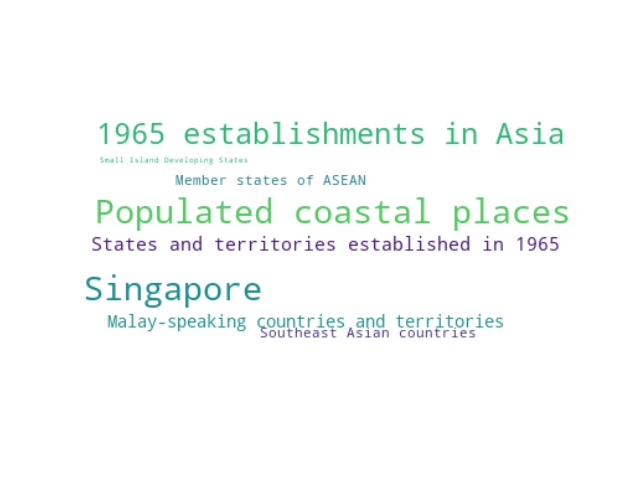 1965 establishments in Asia
Small Island Developing States
Member states of ASEAN
Populated coastal places
States and territories established in 1965
Singapore
Malay-speaking countries and territories
Southeast Asian countries